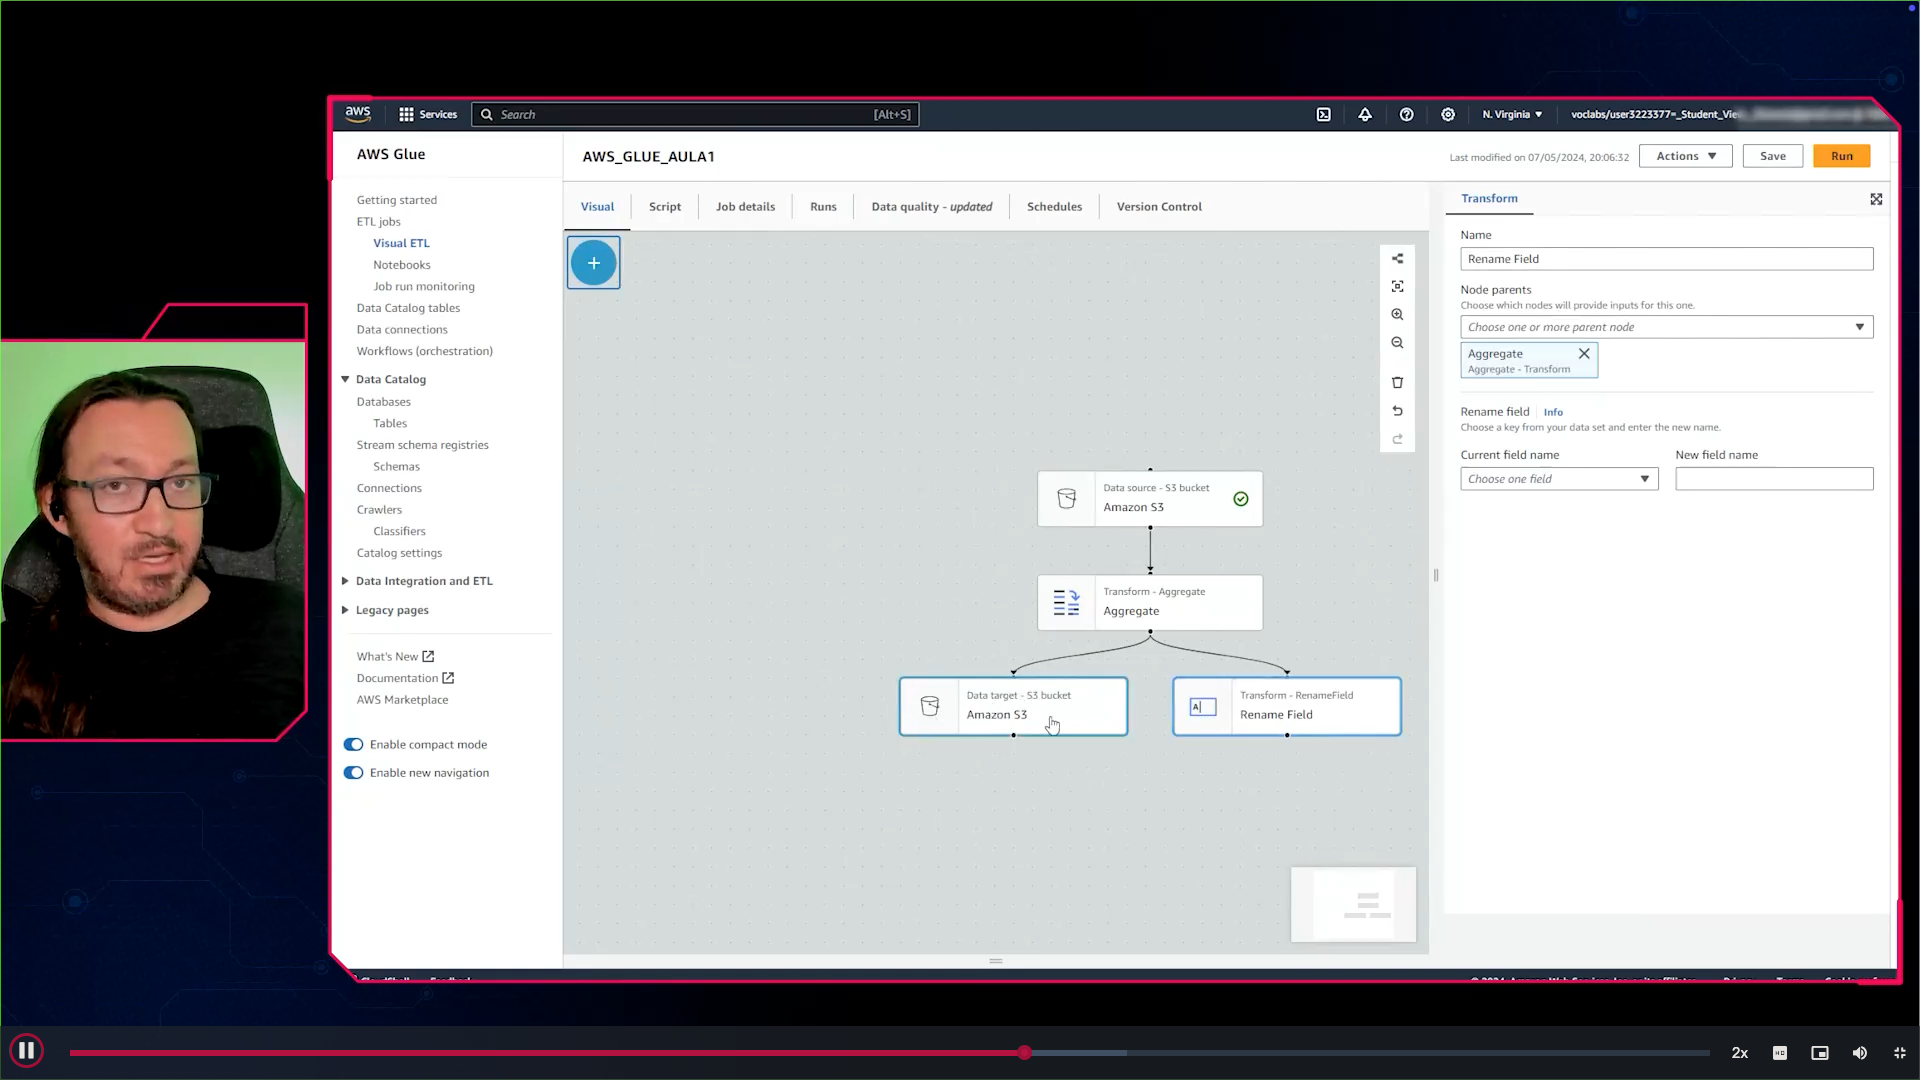 aws
Services
Search
[Alt+S]
N. Virginia
voclabs/user3223377=_Student_Vie
AWS Glue
AWS_GLUE_AULA1
Last modified on 07/05/2024, 20:06:32
Actions
Save
Run
Getting started
ETL jobs
Visual ETL
Notebooks
Job run monitoring
Data Catalog tables
Data connections
Workflows (orchestration)
Data Catalog
Databases
Tables
Stream schema registries
Schemas
Connections
Crawlers
Classifiers
Catalog settings
Data Integration and ETL
Legacy pages
What's New
Documentation
AWS Marketplace
Enable compact mode
Enable new navigation
Visual
Script
Job details
Runs
Data quality - updated
Schedules
Version Control
Data source - S3 bucket
Amazon S3
Transform - Aggregate
Aggregate
Data target - S3 bucket
Amazon S3
A
Transform - RenameField
Rename Field
Transform
Name
Rename Field
Node parents
Choose which nodes will provide inputs for this one.
Choose one or more parent node
Aggregate
Aggregate - Transform
Rename field
Info
Choose a key from your data set and enter the new name.
Current field name
New field name
Choose one field
2x
HD